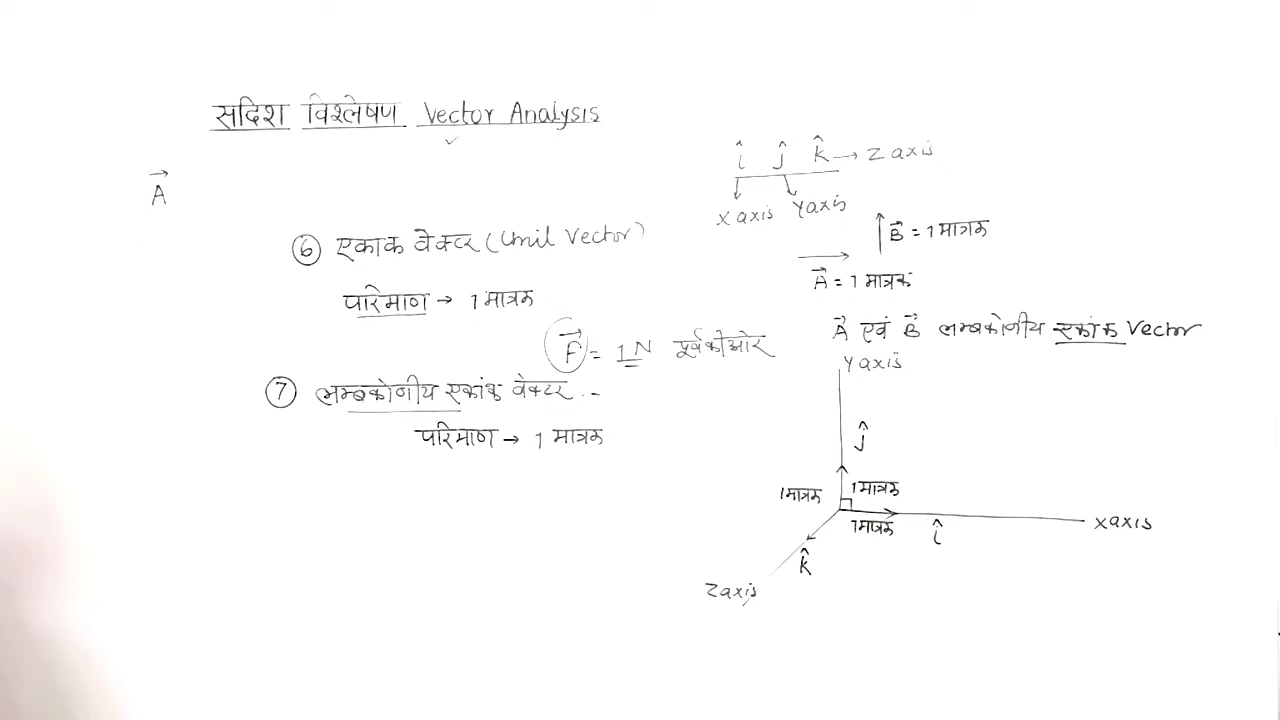 सदिश विश्लेषण Vector Analysis
î ĵ k̂ → Z axis
X axis Y axis
A⃗
⑥ एकाक वेक्टर (Unit Vector)
B⃗ = 1 मात्रक
A⃗ = 1 मात्रक
परिमाण → 1 मात्रक
A⃗ एवं B⃗ लम्बकोणीय एकांक Vector
F⃗ = 1N पूर्व की ओर
Y axis
⑦ लम्बकोणीय एकांक वेक्टर :-
परिमाण → 1 मात्रक
ĵ
1 मात्रक 1 मात्रक
1 मात्रक î X axis
k̂
Z axis